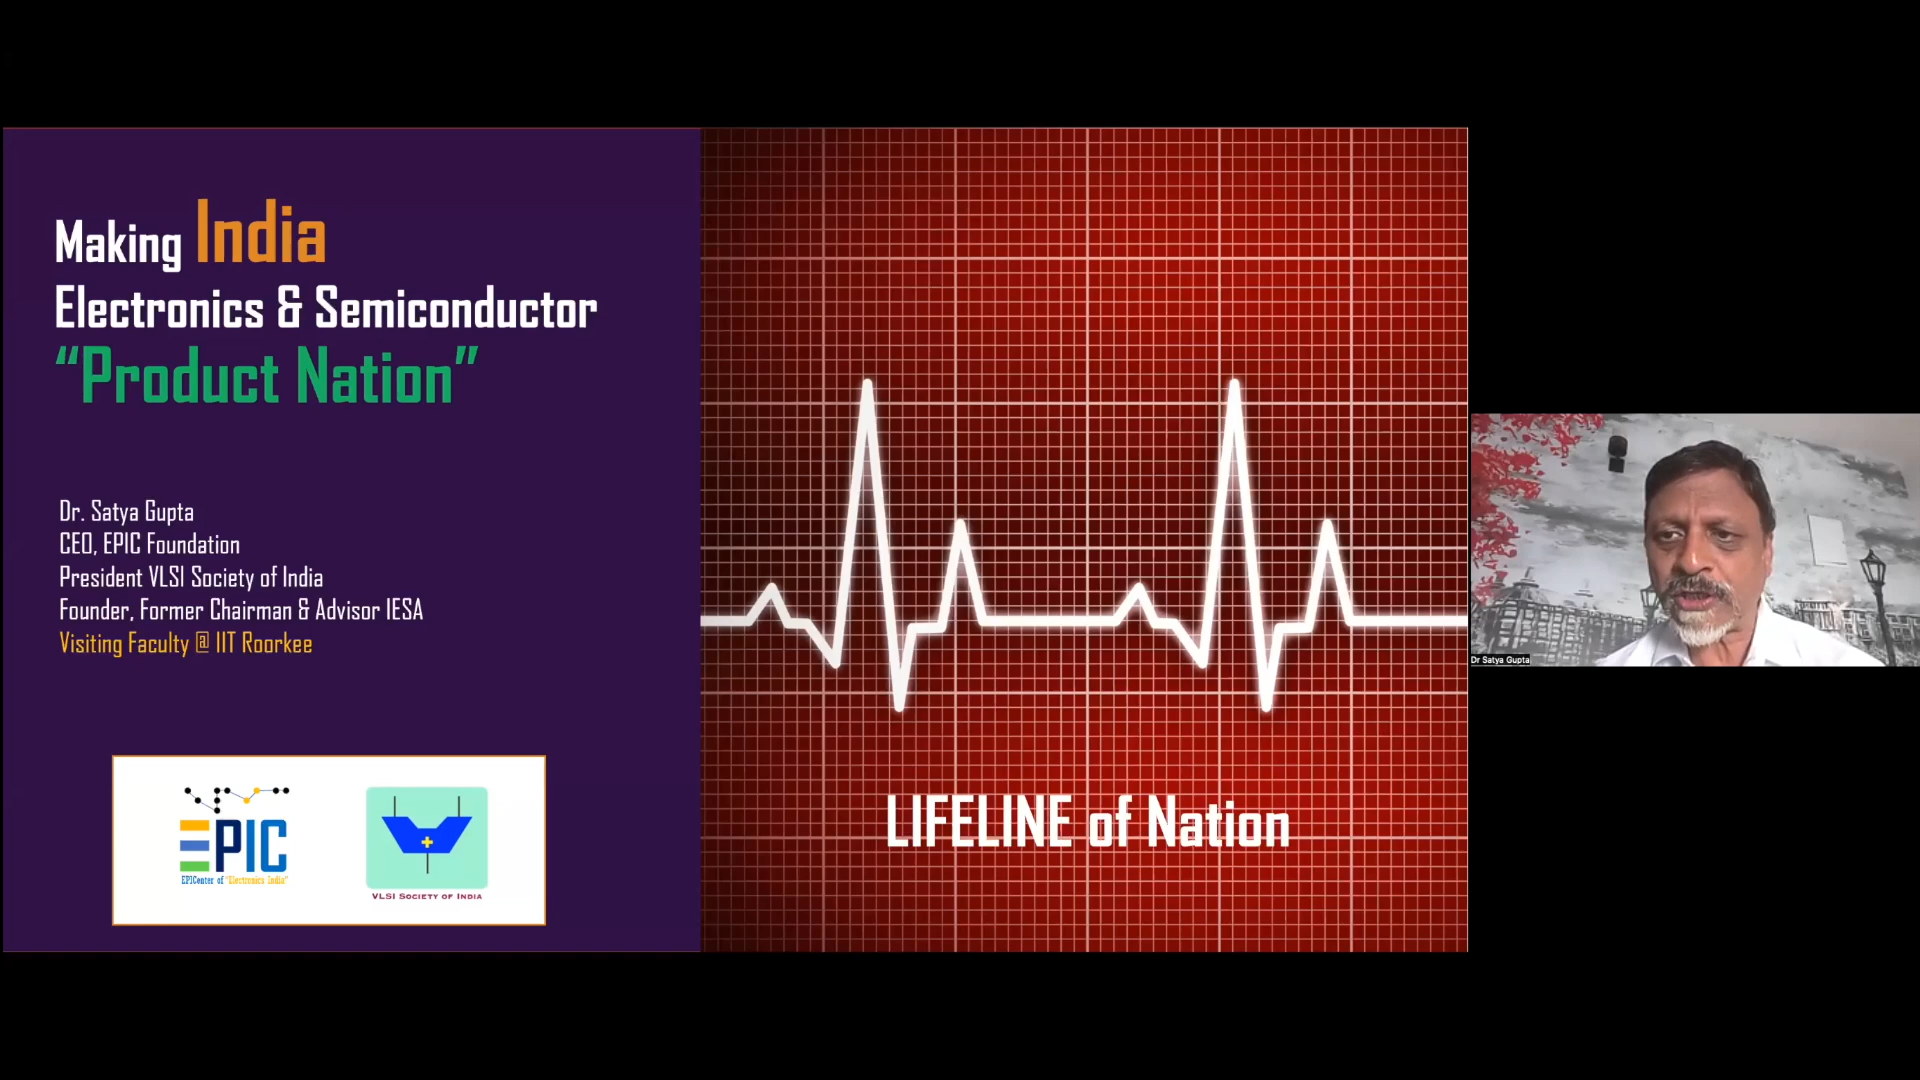 Making India
Electronics & Semiconductor
“Product Nation”
Dr. Satya Gupta
CEO, EPIC Foundation
President VLSI Society of India
Founder, Former Chairman & Advisor IESA
Visiting Faculty @ IIT Roorkee
EPIC
EPICenter of "Electronics India"
VLSI Society of India
LIFELINE of Nation
Dr Satya Gupta